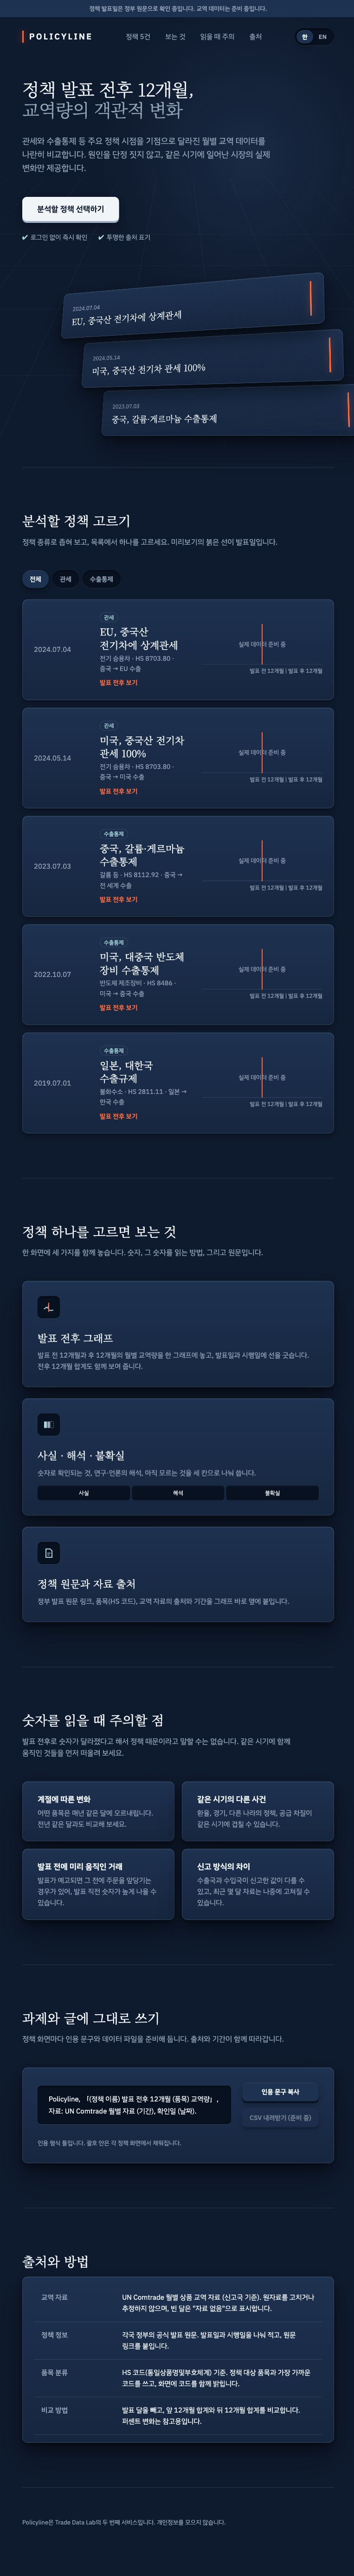 정책 발표일은 정부 원문으로 확인 중입니다. 교역 데이터는 준비 중입니다.
POLICYLINE
정책 5건
보는 것
읽을 때 주의
출처
한
EN
정책 발표 전후 12개월,
교역량의 객관적 변화
관세와 수출통제 등 주요 정책 시점을 기점으로 달라진 월별 교역 데이터를
나란히 비교합니다. 원인을 단정 짓지 않고, 같은 시기에 일어난 시장의 실제
변화만 제공합니다.
분석할 정책 선택하기
✔ 로그인 없이 즉시 확인
✔ 투명한 출처 표기
2024.07.04
EU, 중국산 전기차에 상계관세
2024.05.14
미국, 중국산 전기차 관세 100%
2023.07.03
중국, 갈륨·게르마늄 수출통제
분석할 정책 고르기
정책 종류로 좁혀 보고, 목록에서 하나를 고르세요. 미리보기의 붉은 선이 발표일입니다.
전체
관세
수출통제
2024.07.04
관세
EU, 중국산
전기차에 상계관세
전기 승용차 · HS 8703.80 ·
중국 → EU 수출
발표 전후 보기
실제 데이터 준비 중
발표 전 12개월 | 발표 후 12개월
2024.05.14
관세
미국, 중국산 전기차
관세 100%
전기 승용차 · HS 8703.80 ·
중국 → 미국 수출
발표 전후 보기
실제 데이터 준비 중
발표 전 12개월 | 발표 후 12개월
2023.07.03
수출통제
중국, 갈륨·게르마늄
수출통제
갈륨 등 · HS 8112.92 · 중국 →
전 세계 수출
발표 전후 보기
실제 데이터 준비 중
발표 전 12개월 | 발표 후 12개월
2022.10.07
수출통제
미국, 대중국 반도체
장비 수출통제
반도체 제조장비 · HS 8486 ·
미국 → 중국 수출
발표 전후 보기
실제 데이터 준비 중
발표 전 12개월 | 발표 후 12개월
2019.07.01
수출통제
일본, 대한국
수출규제
불화수소 · HS 2811.11 · 일본 →
한국 수출
발표 전후 보기
실제 데이터 준비 중
발표 전 12개월 | 발표 후 12개월
정책 하나를 고르면 보는 것
한 화면에 세 가지를 함께 놓습니다. 숫자, 그 숫자를 읽는 방법, 그리고 원문입니다.
발표 전후 그래프
발표 전 12개월과 후 12개월의 월별 교역량을 한 그래프에 놓고, 발표일과 시행일에 선을 긋습니다.
전후 12개월 합계도 함께 보여 줍니다.
사실 · 해석 · 불확실
숫자로 확인되는 것, 연구·언론의 해석, 아직 모르는 것을 세 칸으로 나눠 씁니다.
사실
해석
불확실
정책 원문과 자료 출처
정부 발표 원문 링크, 품목(HS 코드), 교역 자료의 출처와 기간을 그래프 바로 옆에 붙입니다.
숫자를 읽을 때 주의할 점
발표 전후로 숫자가 달라졌다고 해서 정책 때문이라고 말할 수는 없습니다. 같은 시기에 함께
움직인 것들을 먼저 떠올려 보세요.
계절에 따른 변화
어떤 품목은 매년 같은 달에 오르내립니다.
전년 같은 달과도 비교해 보세요.
같은 시기의 다른 사건
환율, 경기, 다른 나라의 정책, 공급 차질이
같은 시기에 겹칠 수 있습니다.
발표 전에 미리 움직인 거래
발표가 예고되면 그 전에 주문을 앞당기는
경우가 있어, 발표 직전 숫자가 높게 나올 수
있습니다.
신고 방식의 차이
수출국과 수입국이 신고한 값이 다를 수
있고, 최근 몇 달 자료는 나중에 고쳐질 수
있습니다.
과제와 글에 그대로 쓰기
정책 화면마다 인용 문구와 데이터 파일을 준비해 둡니다. 출처와 기간이 함께 따라갑니다.
Policyline, 「(정책 이름) 발표 전후 12개월 (품목) 교역량」,
자료: UN Comtrade 월별 자료 (기간), 확인일 (날짜).
인용 문구 복사
CSV 내려받기 (준비 중)
인용 형식 틀입니다. 괄호 안은 각 정책 화면에서 채워집니다.
출처와 방법
교역 자료
UN Comtrade 월별 상품 교역 자료 (신고국 기준). 원자료를 고치거나
추정하지 않으며, 빈 달은 "자료 없음"으로 표시합니다.
정책 정보
각국 정부의 공식 발표 원문. 발표일과 시행일을 나눠 적고, 원문
링크를 붙입니다.
품목 분류
HS 코드(통일상품명및부호체계) 기준. 정책 대상 품목과 가장 가까운
코드를 쓰고, 화면에 코드를 함께 밝힙니다.
비교 방법
발표 달을 빼고, 앞 12개월 합계와 뒤 12개월 합계를 비교합니다.
퍼센트 변화는 참고용입니다.
Policyline은 Trade Data Lab의 두 번째 서비스입니다. 개인정보를 모으지 않습니다.